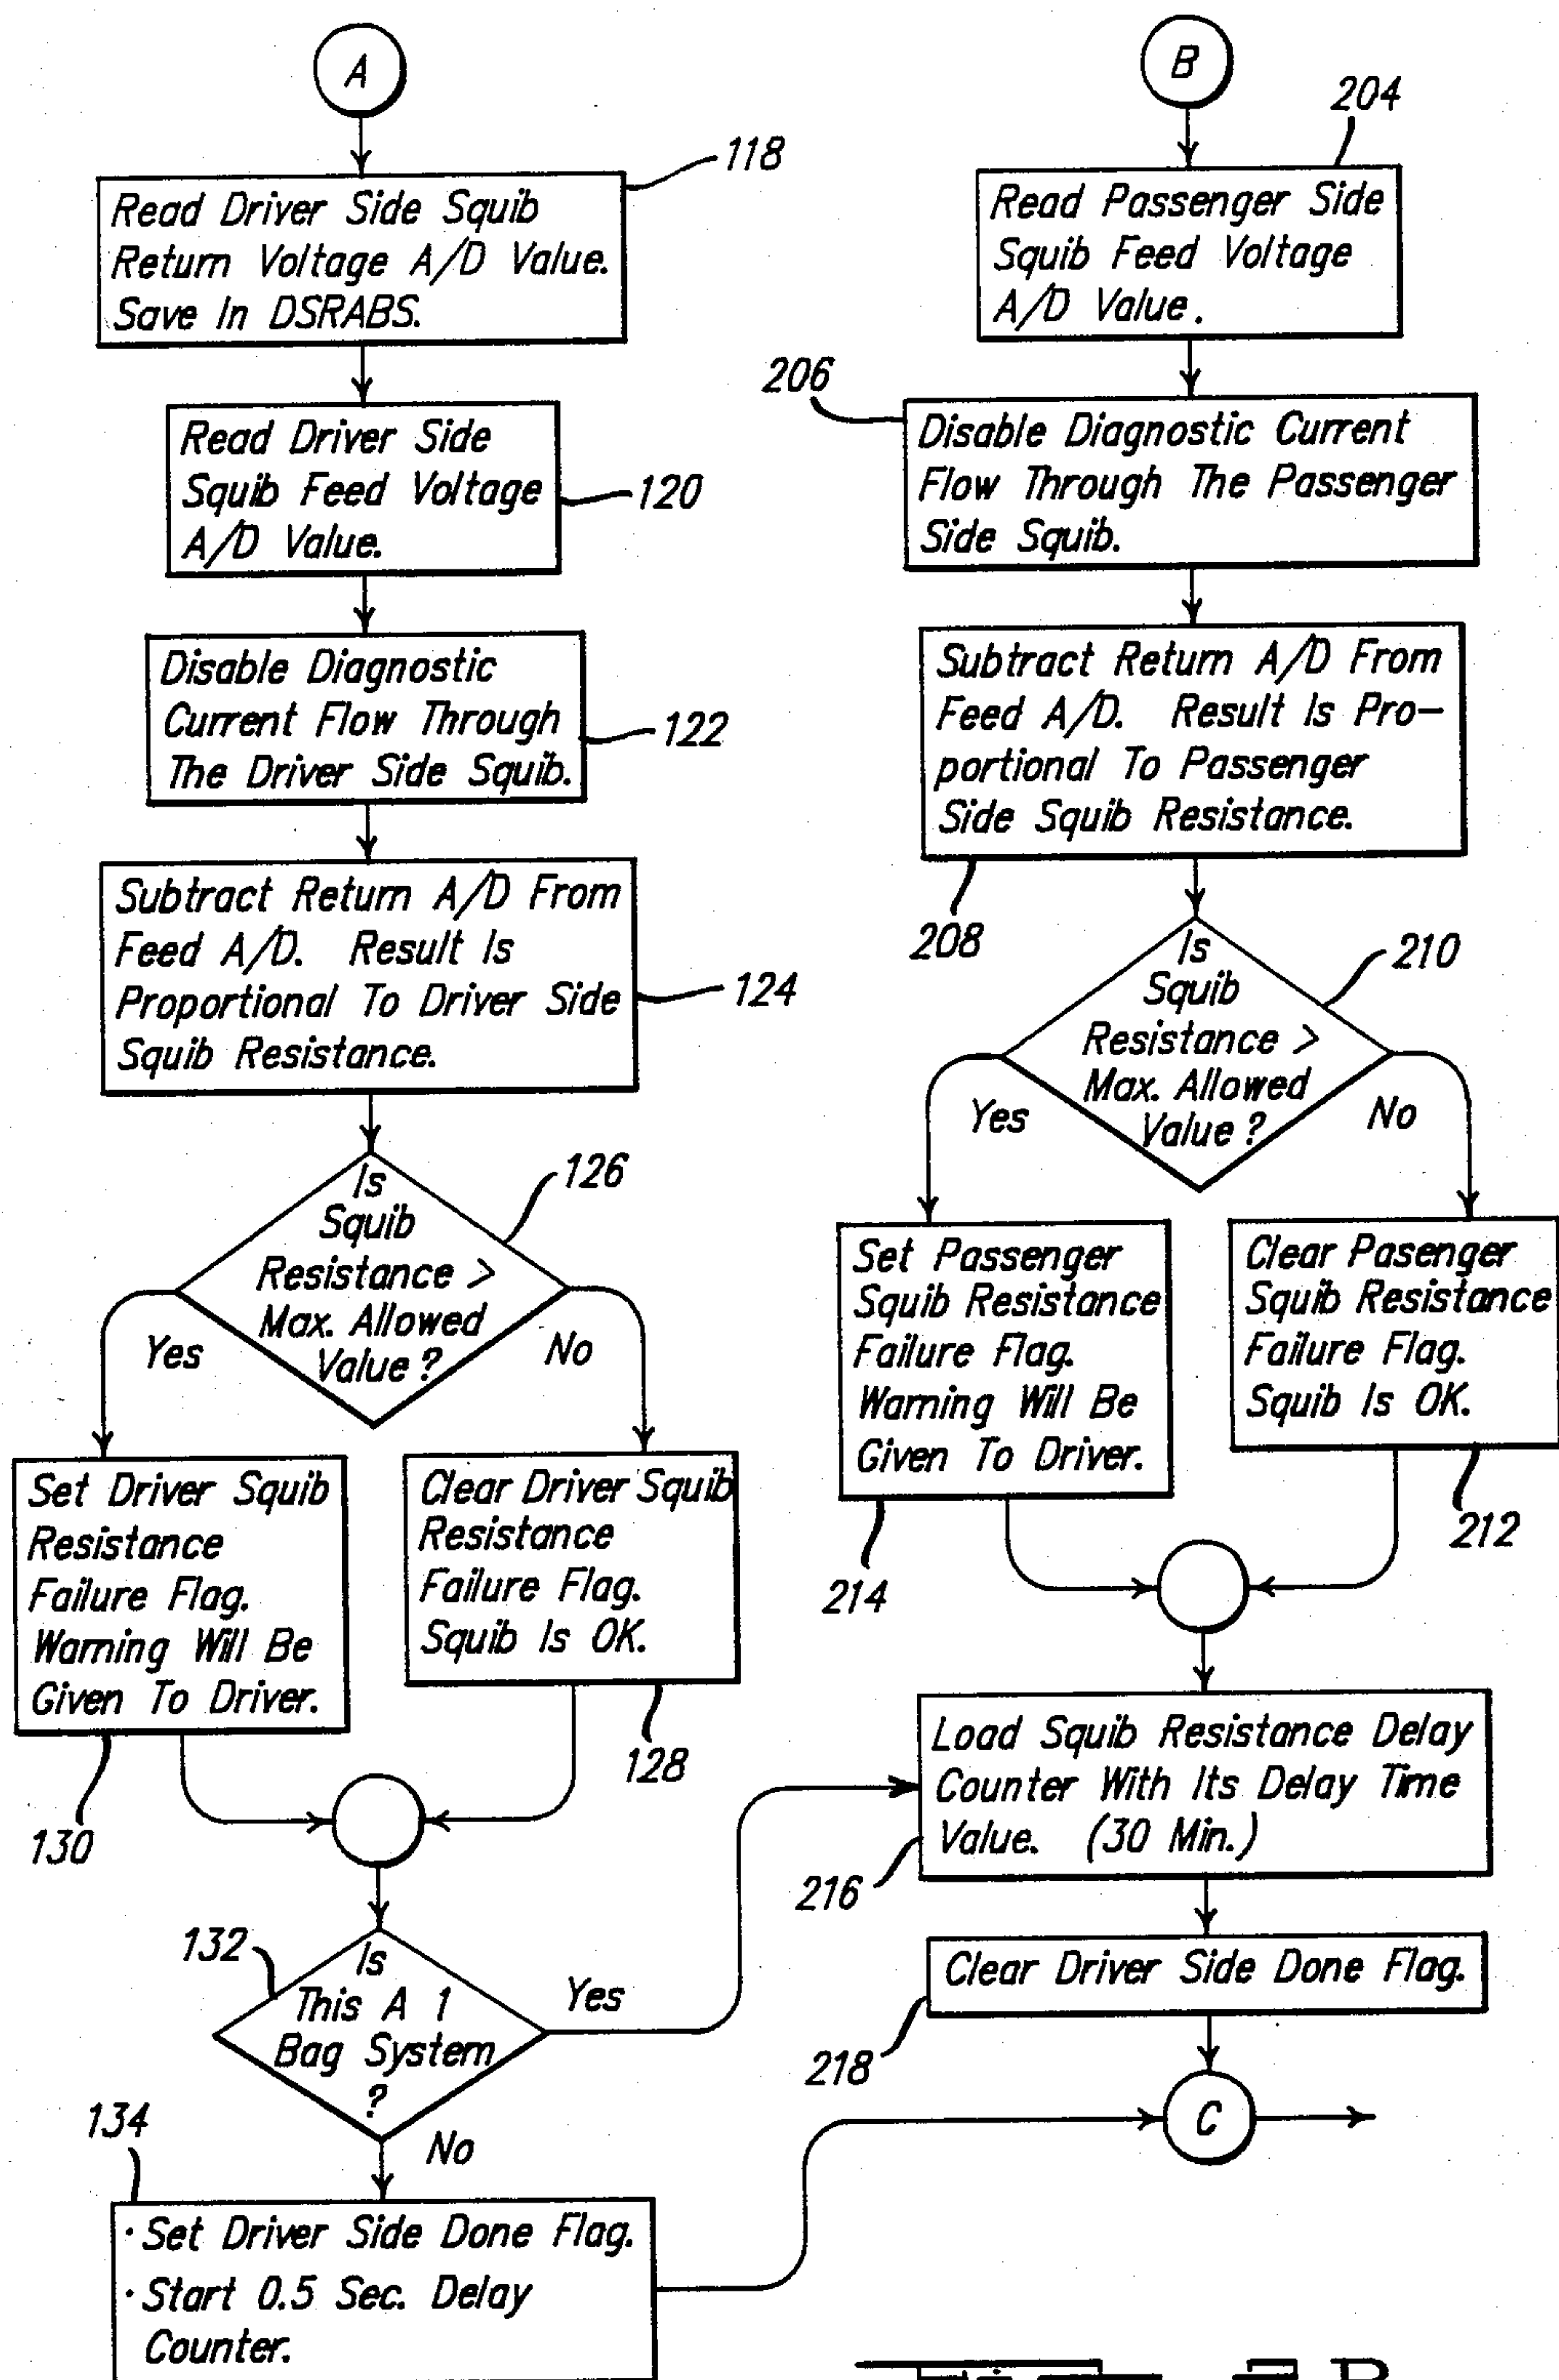 A
118
Read Driver Side Squib
Return Voltage A/D Value.
Save In DSRABS.
Read Driver Side
Squib Feed Voltage
A/D Value.
120
Disable Diagnostic
Current Flow Through
The Driver Side Squib.
122
Subtract Return A/D From
Feed A/D. Result Is
Proportional To Driver Side
Squib Resistance.
124
126
Is
Squib
Resistance >
Max. Allowed
Value ?
Yes
No
Set Driver Squib
Resistance
Failure Flag.
Warning Will Be
Given To Driver.
130
Clear Driver Squib
Resistance
Failure Flag.
Squib Is OK.
128
132
Is
This A 1
Bag System
?
Yes
No
134
· Set Driver Side Done Flag.
· Start 0.5 Sec. Delay
Counter.
B
204
Read Passenger Side
Squib Feed Voltage
A/D Value.
206
Disable Diagnostic Current
Flow Through The Passenger
Side Squib.
Subtract Return A/D From
Feed A/D. Result Is Pro-
portional To Passenger
Side Squib Resistance.
208
210
Is
Squib
Resistance >
Max. Allowed
Value ?
Yes
No
Set Passenger
Squib Resistance
Failure Flag.
Warning Will Be
Given To Driver.
214
Clear Pasenger
Squib Resistance
Failure Flag.
Squib Is OK.
212
Load Squib Resistance Delay
Counter With Its Delay Time
Value. (30 Min.)
216
Clear Driver Side Done Flag.
218
C